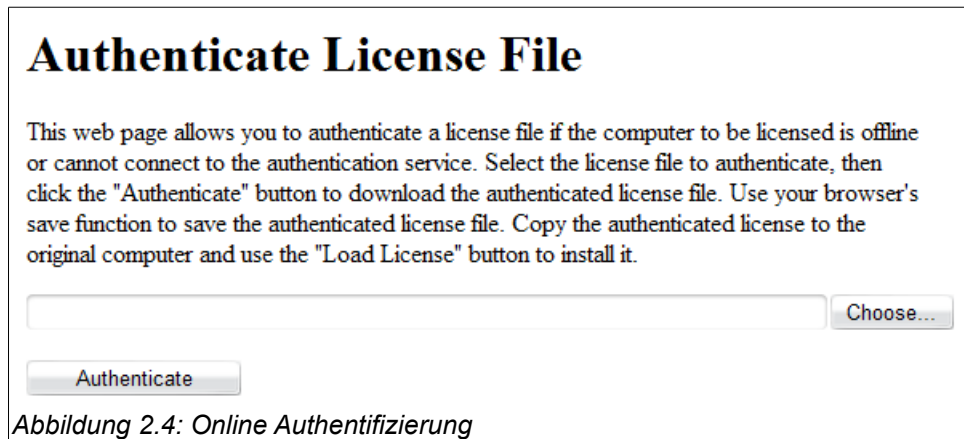 Authenticate License File
This web page allows you to authenticate a license file if the computer to be licensed is offline
or cannot connect to the authentication service. Select the license file to authenticate, then
click the "Authenticate" button to download the authenticated license file. Use your browser's
save function to save the authenticated license file. Copy the authenticated license to the
original computer and use the "Load License" button to install it.
Choose...
Authenticate
Abbildung 2.4: Online Authentifizierung